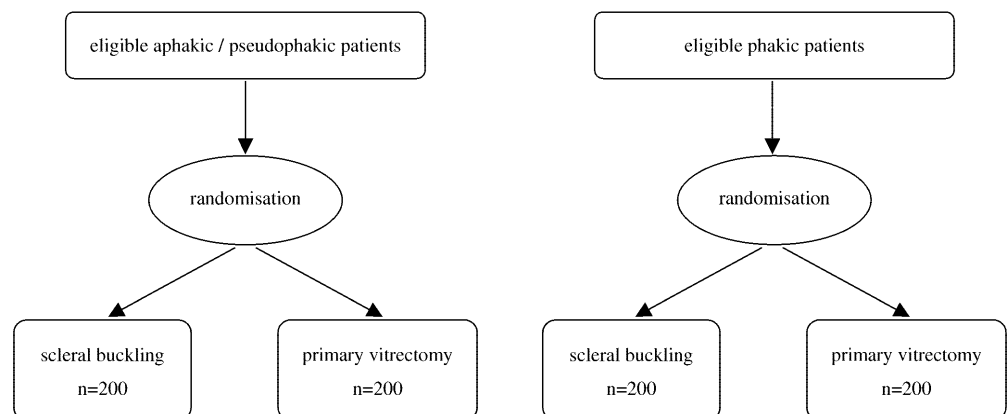 eligible aphakic / pseudophakic patients
randomisation
scleral buckling
n=200
primary vitrectomy
n=200
eligible phakic patients
randomisation
scleral buckling
n=200
primary vitrectomy
n=200